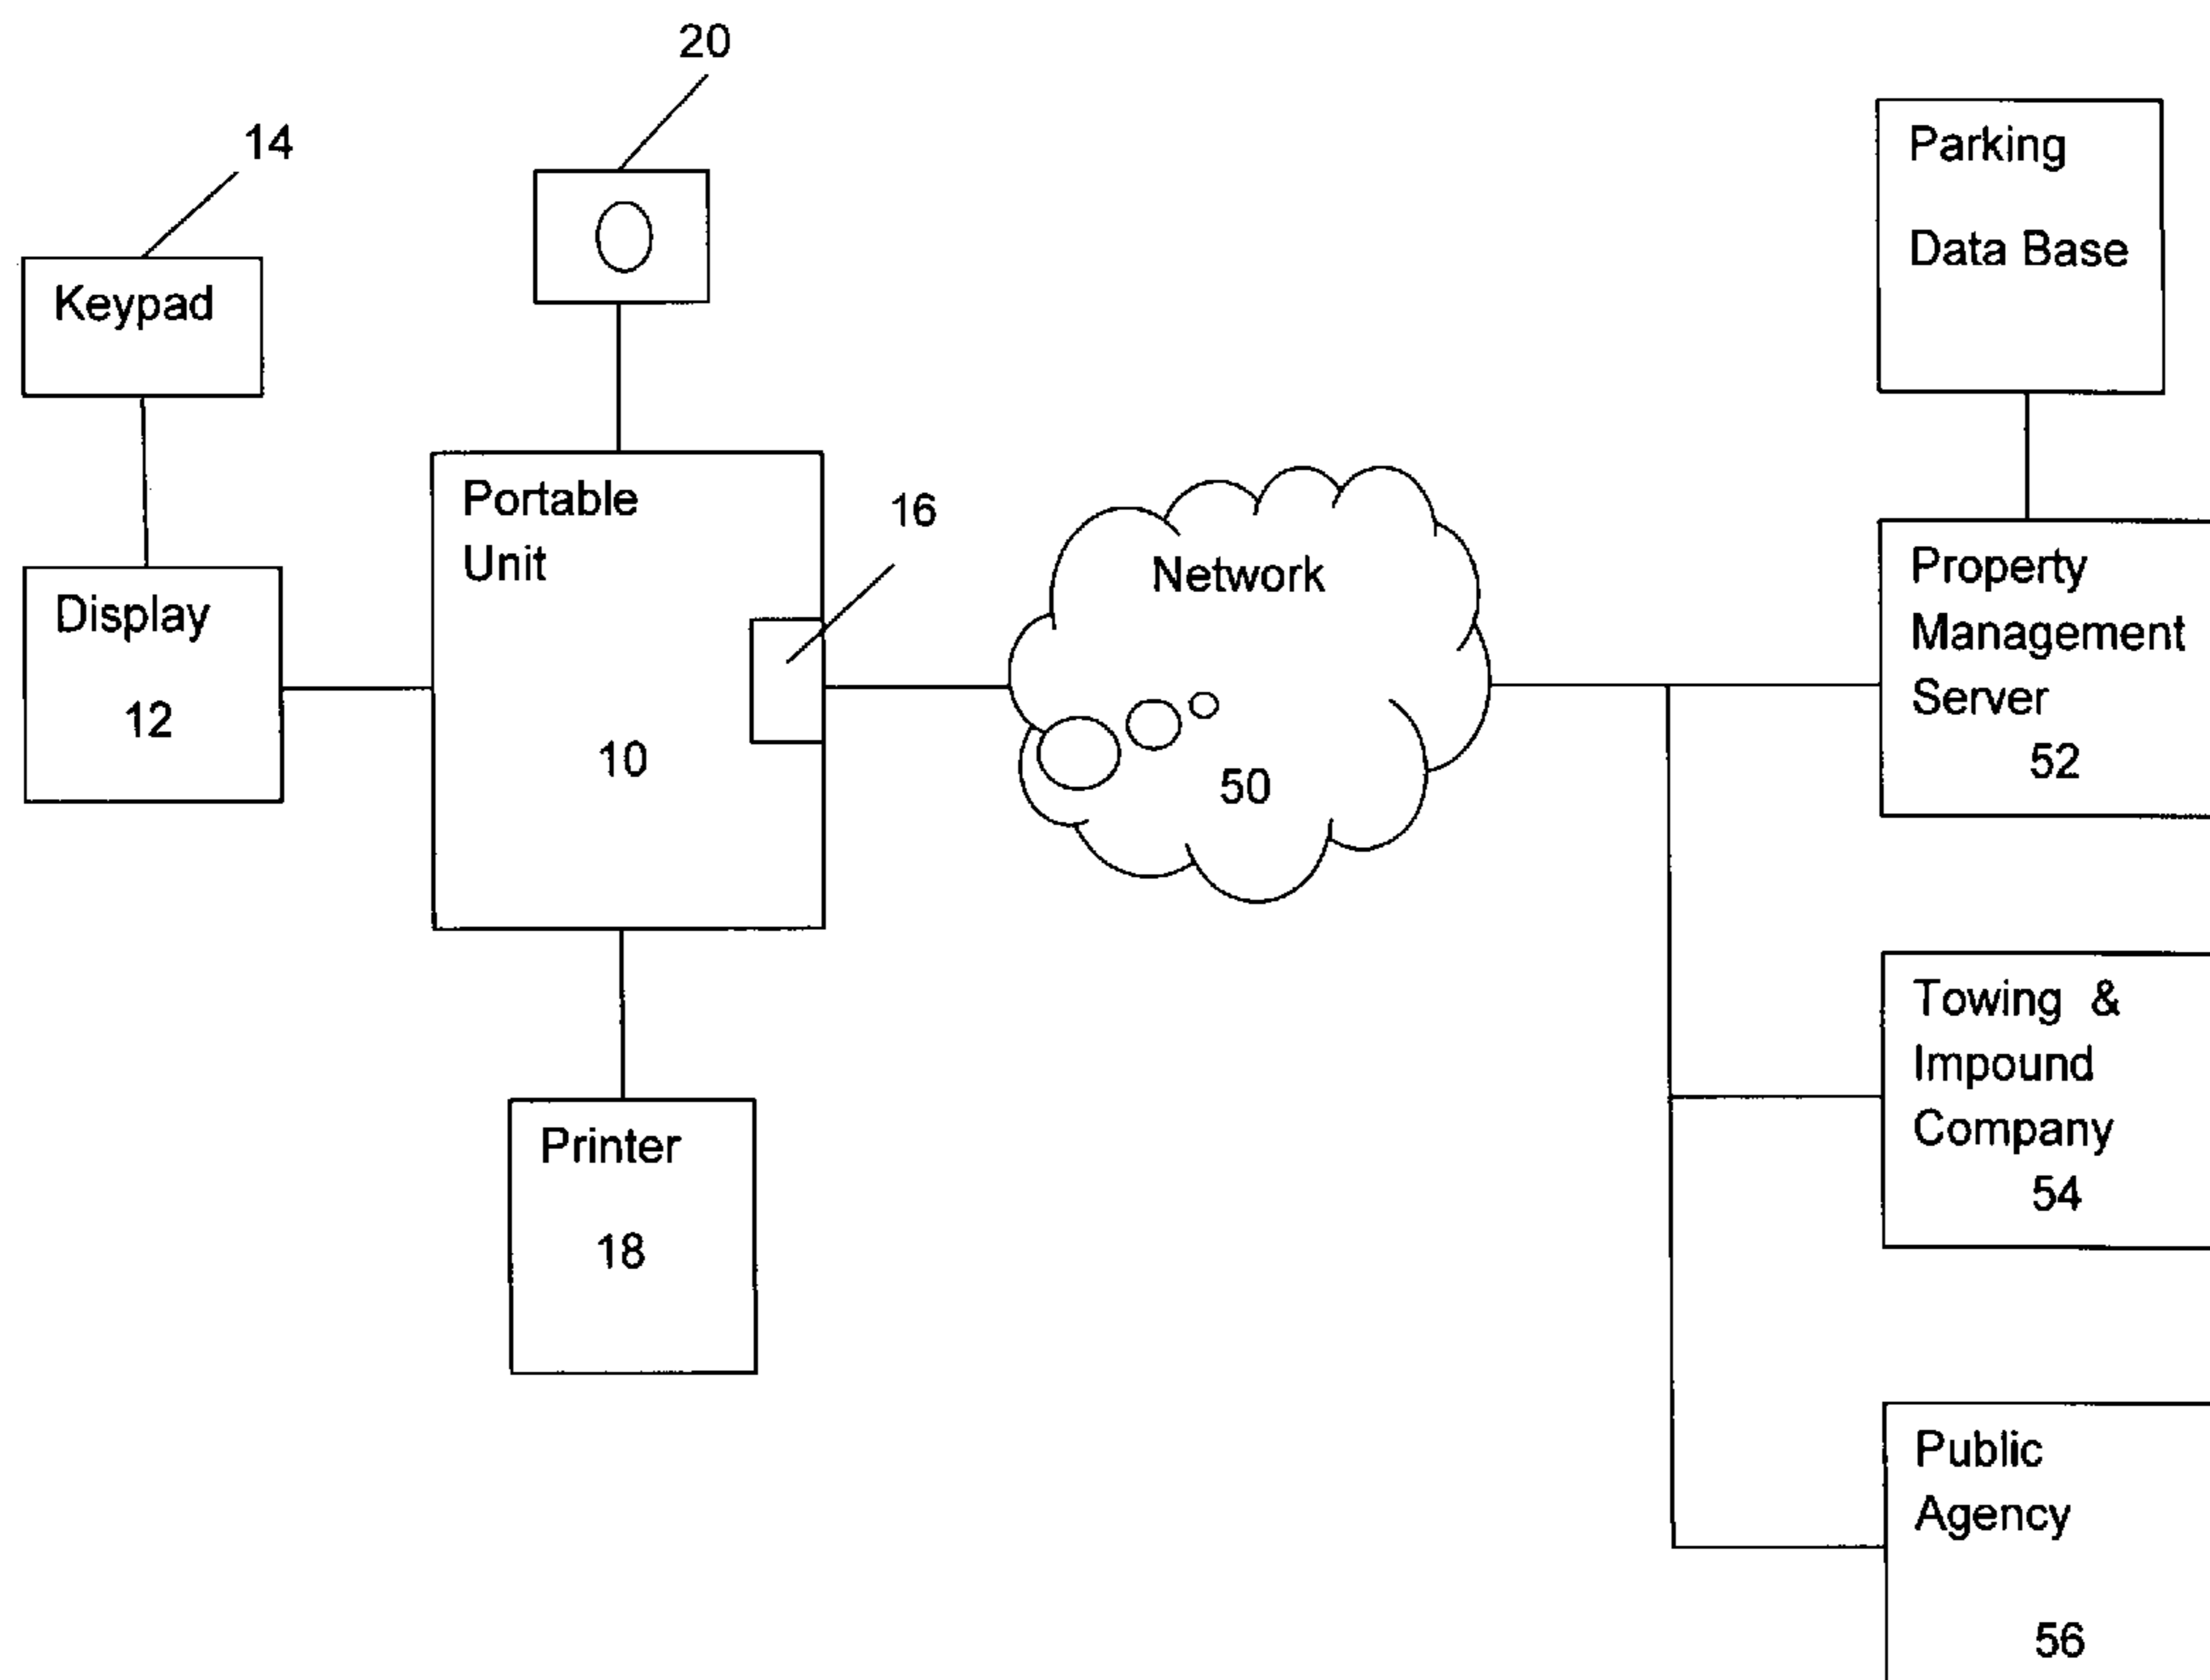 20
14
Keypad
Display
12
Portable
Unit
10
16
Printer
18
Network
50
Parking
Data Base
Property
Management
Server
52
Towing &
Impound
Company
54
Public
Agency
56